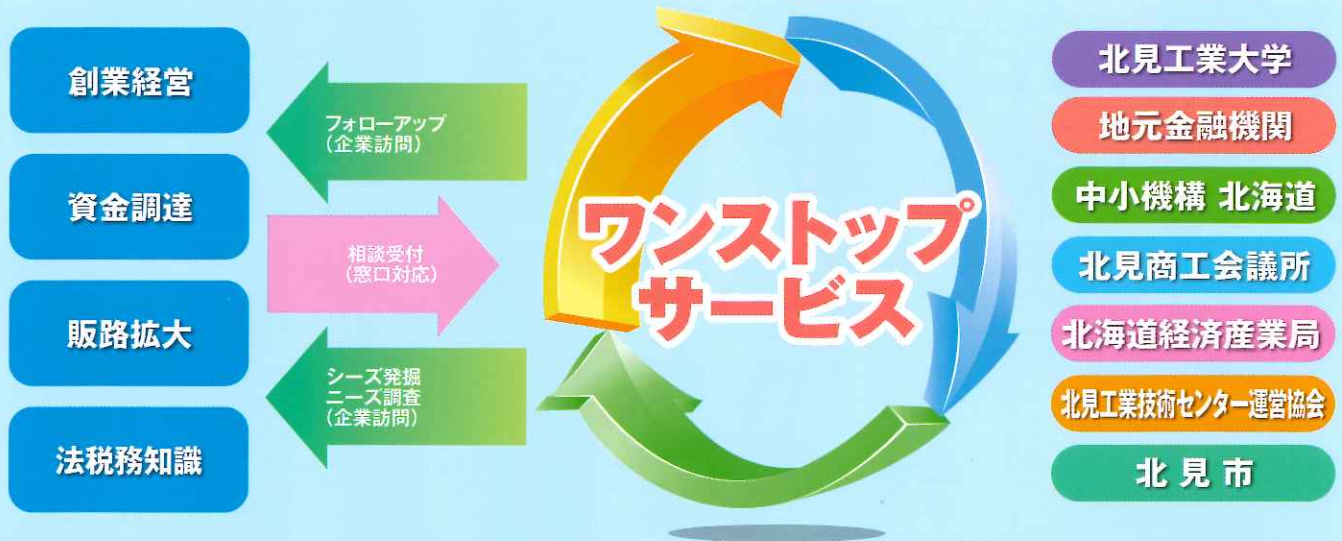 創業経営
資金調達
販路拡大
法税務知識
フォローアップ
(企業訪問)
相談受付
(窓口対応)
シーズ発掘
ニーズ調査
(企業訪問)
ワンストップ
サービス
北見工業大学
地元金融機関
中小機構 北海道
北見商工会議所
北海道経済産業局
北見工業技術センター運営協会
北見市